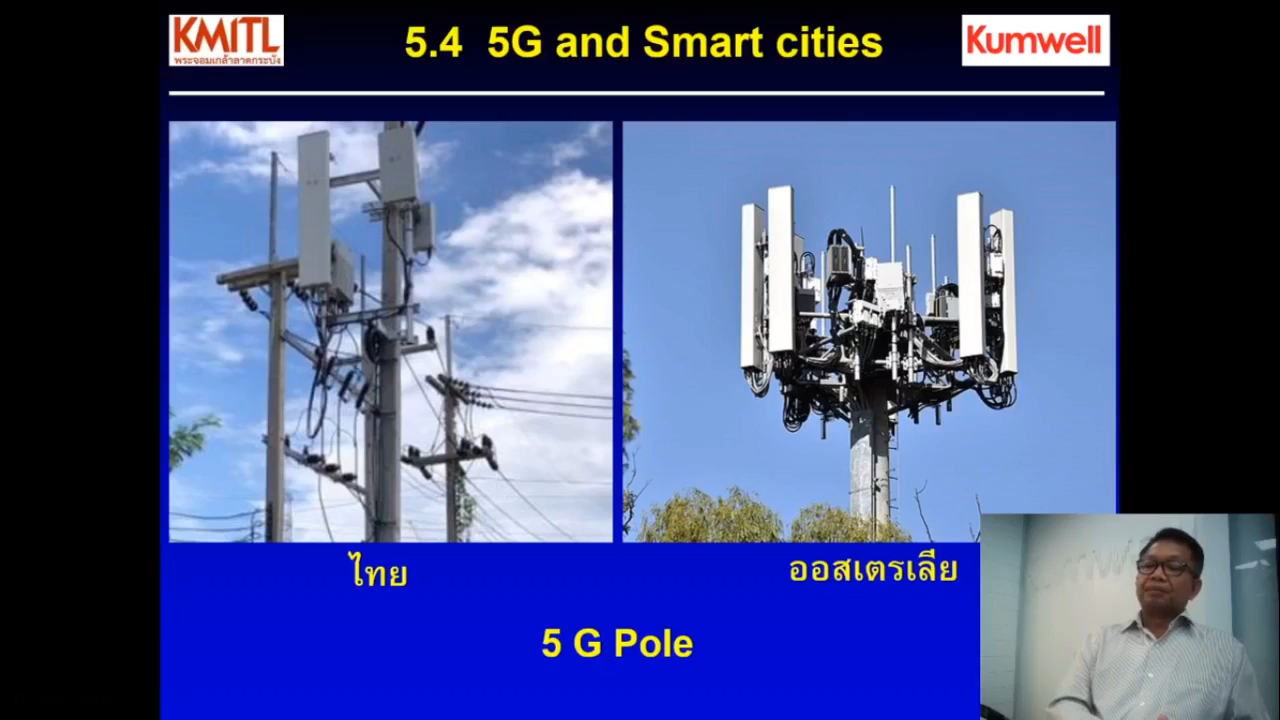 KMITL
พระจอมเกล้าลาดกระบัง
5.4 5G and Smart cities
Kumwell
ไทย
ออสเตรเลีย
5 G Pole